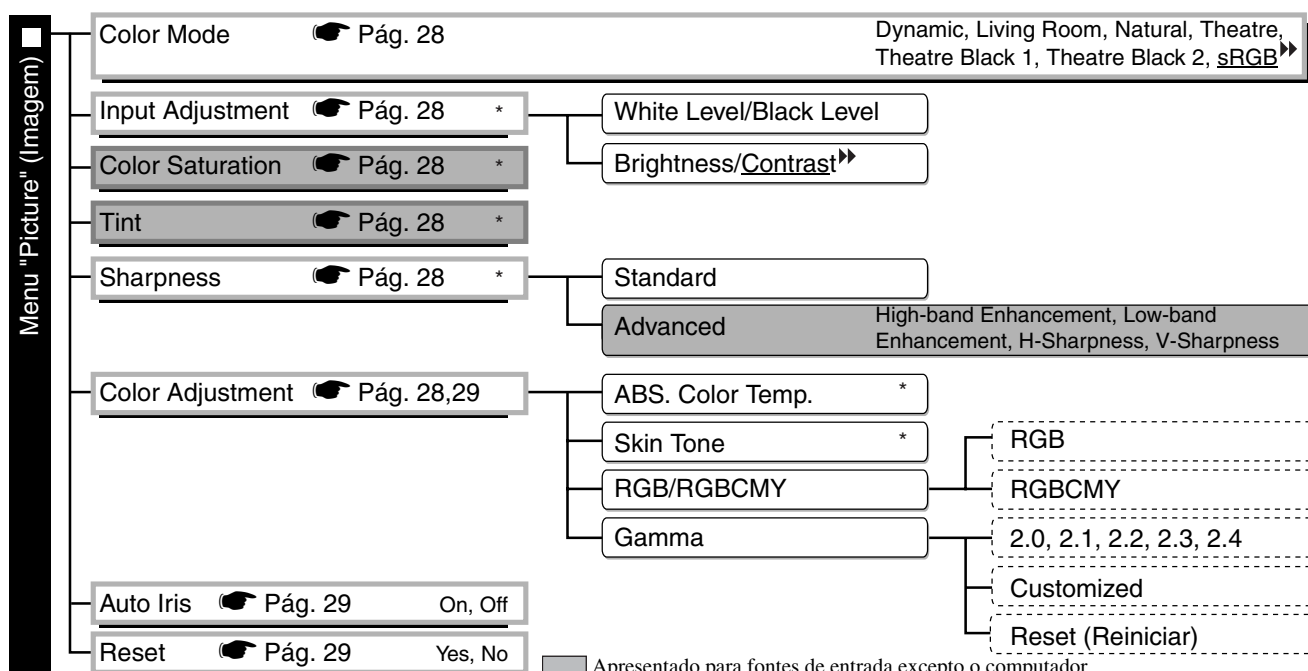 Menu "Picture" (Imagem)
Color Mode ☛ Pág. 28 Dynamic, Living Room, Natural, Theatre,
Theatre Black 1, Theatre Black 2, sRGB
Input Adjustment ☛ Pág. 28 * White Level/Black Level
Color Saturation ☛ Pág. 28 * Brightness/Contrast
Tint ☛ Pág. 28 *
Sharpness ☛ Pág. 28 * Standard
Advanced High-band Enhancement, Low-band
Enhancement, H-Sharpness, V-Sharpness
Color Adjustment ☛ Pág. 28,29 ABS. Color Temp. *
Skin Tone * RGB
RGB/RGBCMY RGBCMY
Gamma 2.0, 2.1, 2.2, 2.3, 2.4
Customized
Auto Iris ☛ Pág. 29 On, Off
Reset (Reiniciar)
Reset ☛ Pág. 29 Yes, No
Apresentado para fontes de entrada excepto o computador